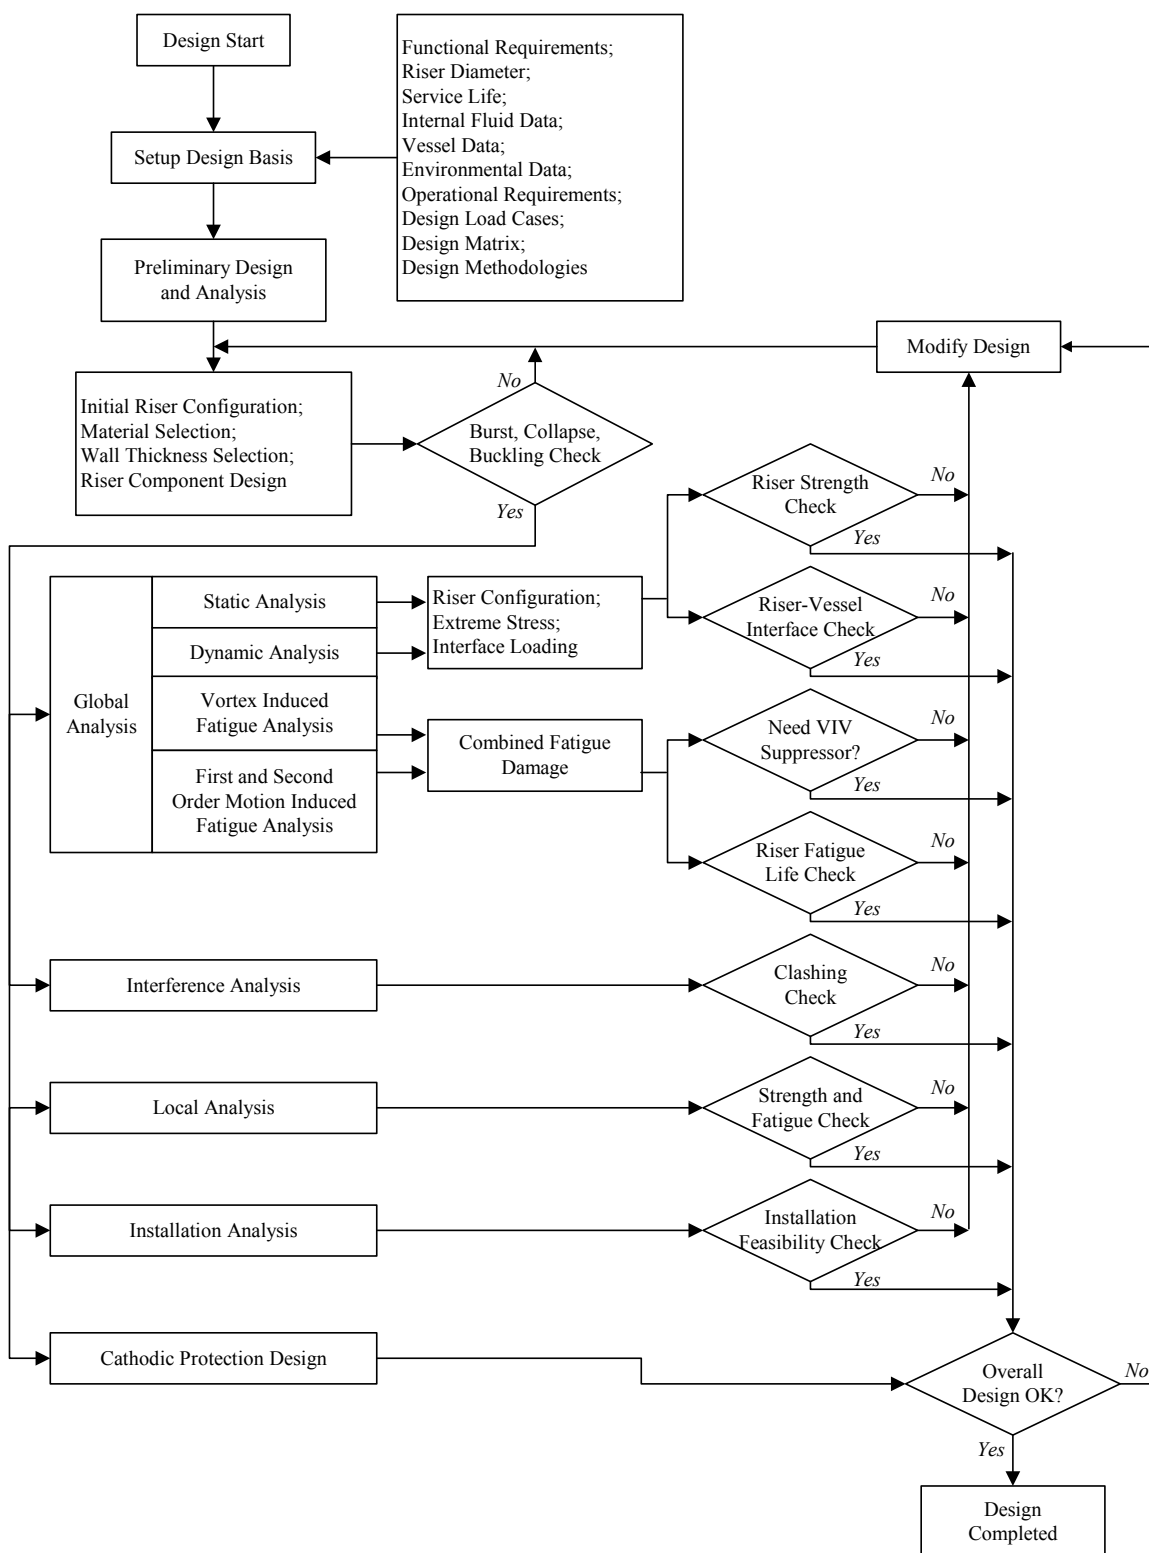 Design Start
Functional Requirements;
Riser Diameter;
Service Life;
Internal Fluid Data;
Vessel Data;
Environmental Data;
Operational Requirements;
Design Load Cases;
Design Matrix;
Design Methodologies
Setup Design Basis
Preliminary Design
and Analysis
Modify Design
Initial Riser Configuration;
Material Selection;
Wall Thickness Selection;
Riser Component Design
No
Burst, Collapse,
Buckling Check
Yes
Riser Strength
Check
No
Yes
Global
Analysis
Static Analysis
Dynamic Analysis
Vortex Induced
Fatigue Analysis
First and Second
Order Motion Induced
Fatigue Analysis
Riser Configuration;
Extreme Stress;
Interface Loading
Riser-Vessel
Interface Check
No
Yes
Combined Fatigue
Damage
Need VIV
Suppressor?
No
Yes
Riser Fatigue
Life Check
No
Yes
Interference Analysis
Clashing
Check
No
Yes
Local Analysis
Strength and
Fatigue Check
No
Yes
Installation Analysis
Installation
Feasibility Check
No
Yes
Cathodic Protection Design
Overall
Design OK?
No
Yes
Design
Completed